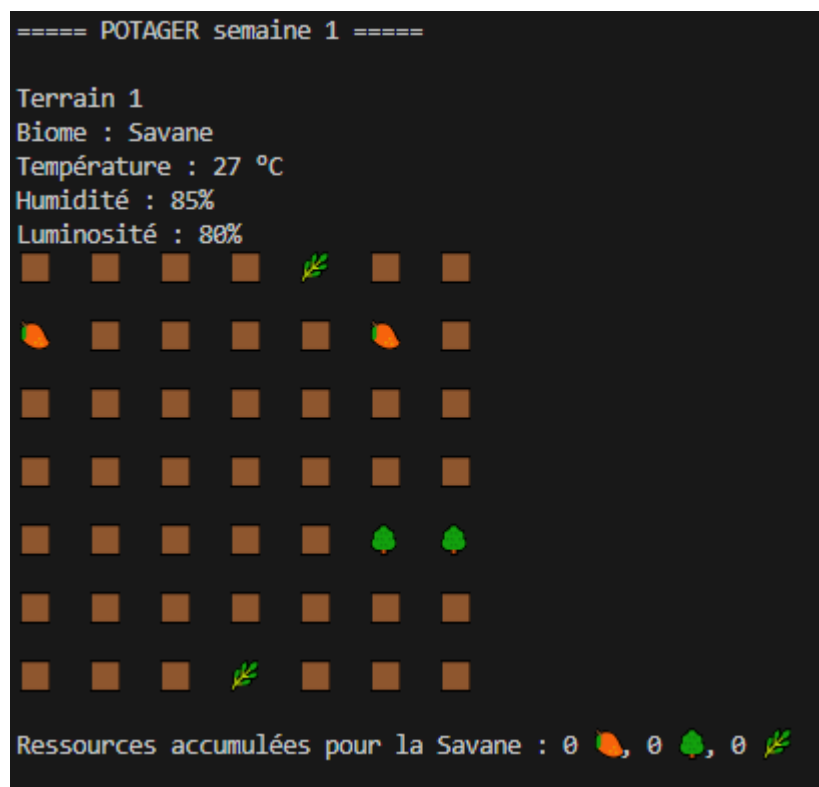 ===== POTAGER semaine 1 =====
Terrain 1
Biome : Savane
Température : 27 °C
Humidité : 85%
Luminosité : 80%
Ressources accumulées pour la Savane : 0 🥭, 0 🌳, 0 🌿